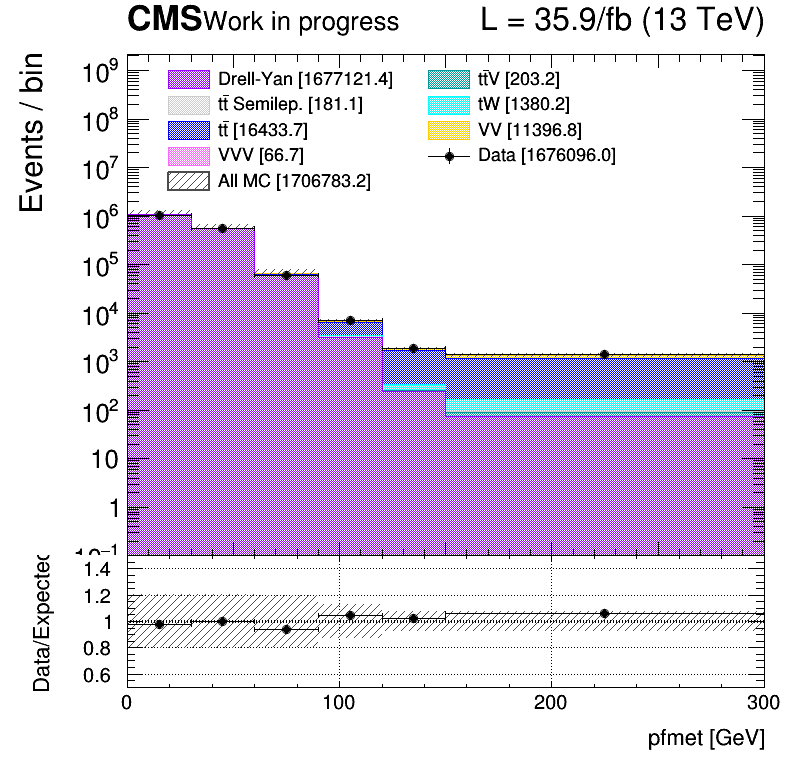 CMS Work in progress L = 35.9/fb (13 TeV)
Events / bin
10⁹
10⁸
10⁷
10⁶
10⁵
10⁴
10³
10²
10
1
10⁻¹
Drell-Yan [1677121.4]
tt̄ Semilep. [181.1]
tt̄ [16433.7]
VVV [66.7]
All MC [1706783.2]
tt̄V [203.2]
tW [1380.2]
VV [11396.8]
Data [1676096.0]
Data/Expected
1.4
1.2
1
0.8
0.6
0 100 200 300
pfmet [GeV]